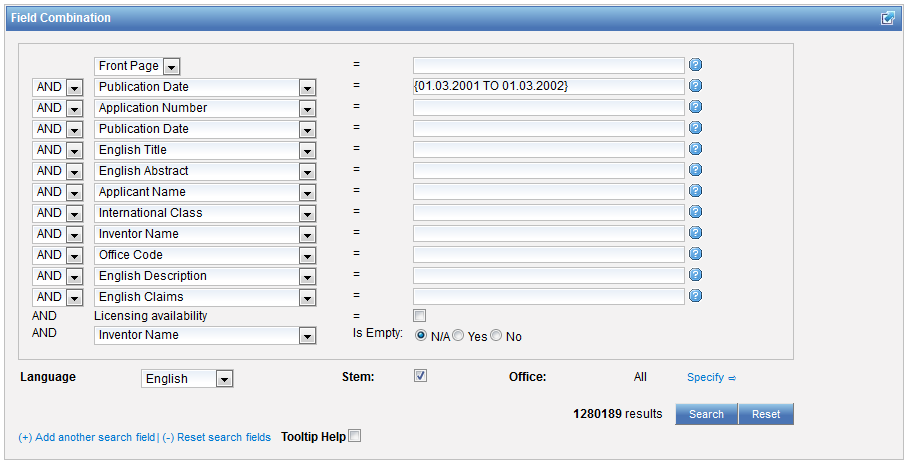 Field Combination
Front Page =
AND Publication Date = {01.03.2001 TO 01.03.2002}
AND Application Number =
AND Publication Date =
AND English Title =
AND English Abstract =
AND Applicant Name =
AND International Class =
AND Inventor Name =
AND Office Code =
AND English Description =
AND English Claims =
AND Licensing availability =
AND Inventor Name Is Empty: N/A Yes No
Language English Stem: Office: All Specify ⇨
1280189 results Search Reset
(+) Add another search field | (-) Reset search fields Tooltip Help